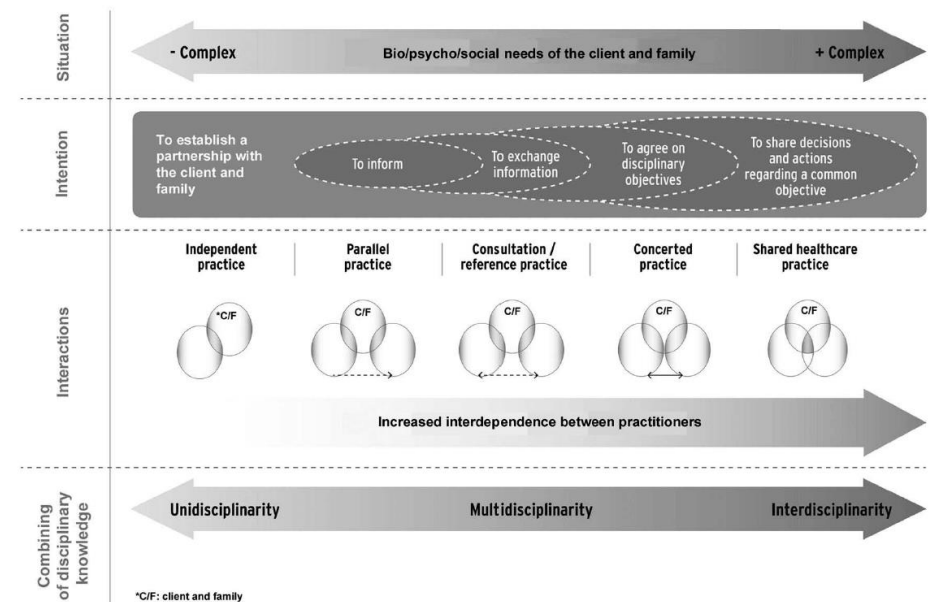 Situation
- Complex
Bio/psycho/social needs of the client and family
+ Complex
Intention
To establish a
partnership with
the client and
family
To inform
To exchange
information
To agree on
disciplinary
objectives
To share decisions
and actions
regarding a common
objective
Interactions
Independent
practice
Parallel
practice
Consultation /
reference practice
Concerted
practice
Shared healthcare
practice
*C/F
C/F
C/F
C/F
C/F
Increased interdependence between practitioners
Combining
of disciplinary
knowledge
Unidisciplinarity
Multidisciplinarity
Interdisciplinarity
*C/F: client and family